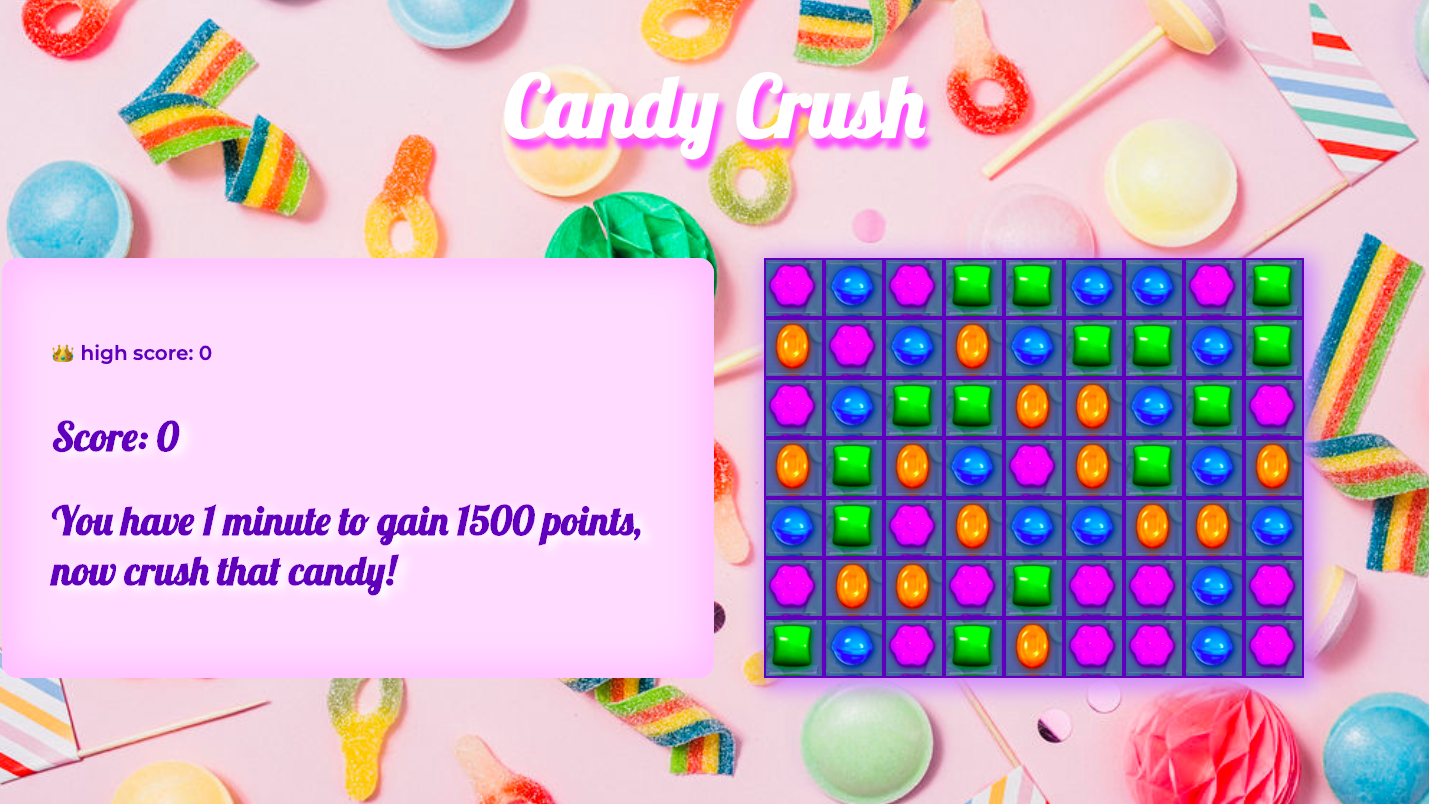 Candy Crush
👑 high score: 0
Score: 0
You have 1 minute to gain 1500 points,
now crush that candy!